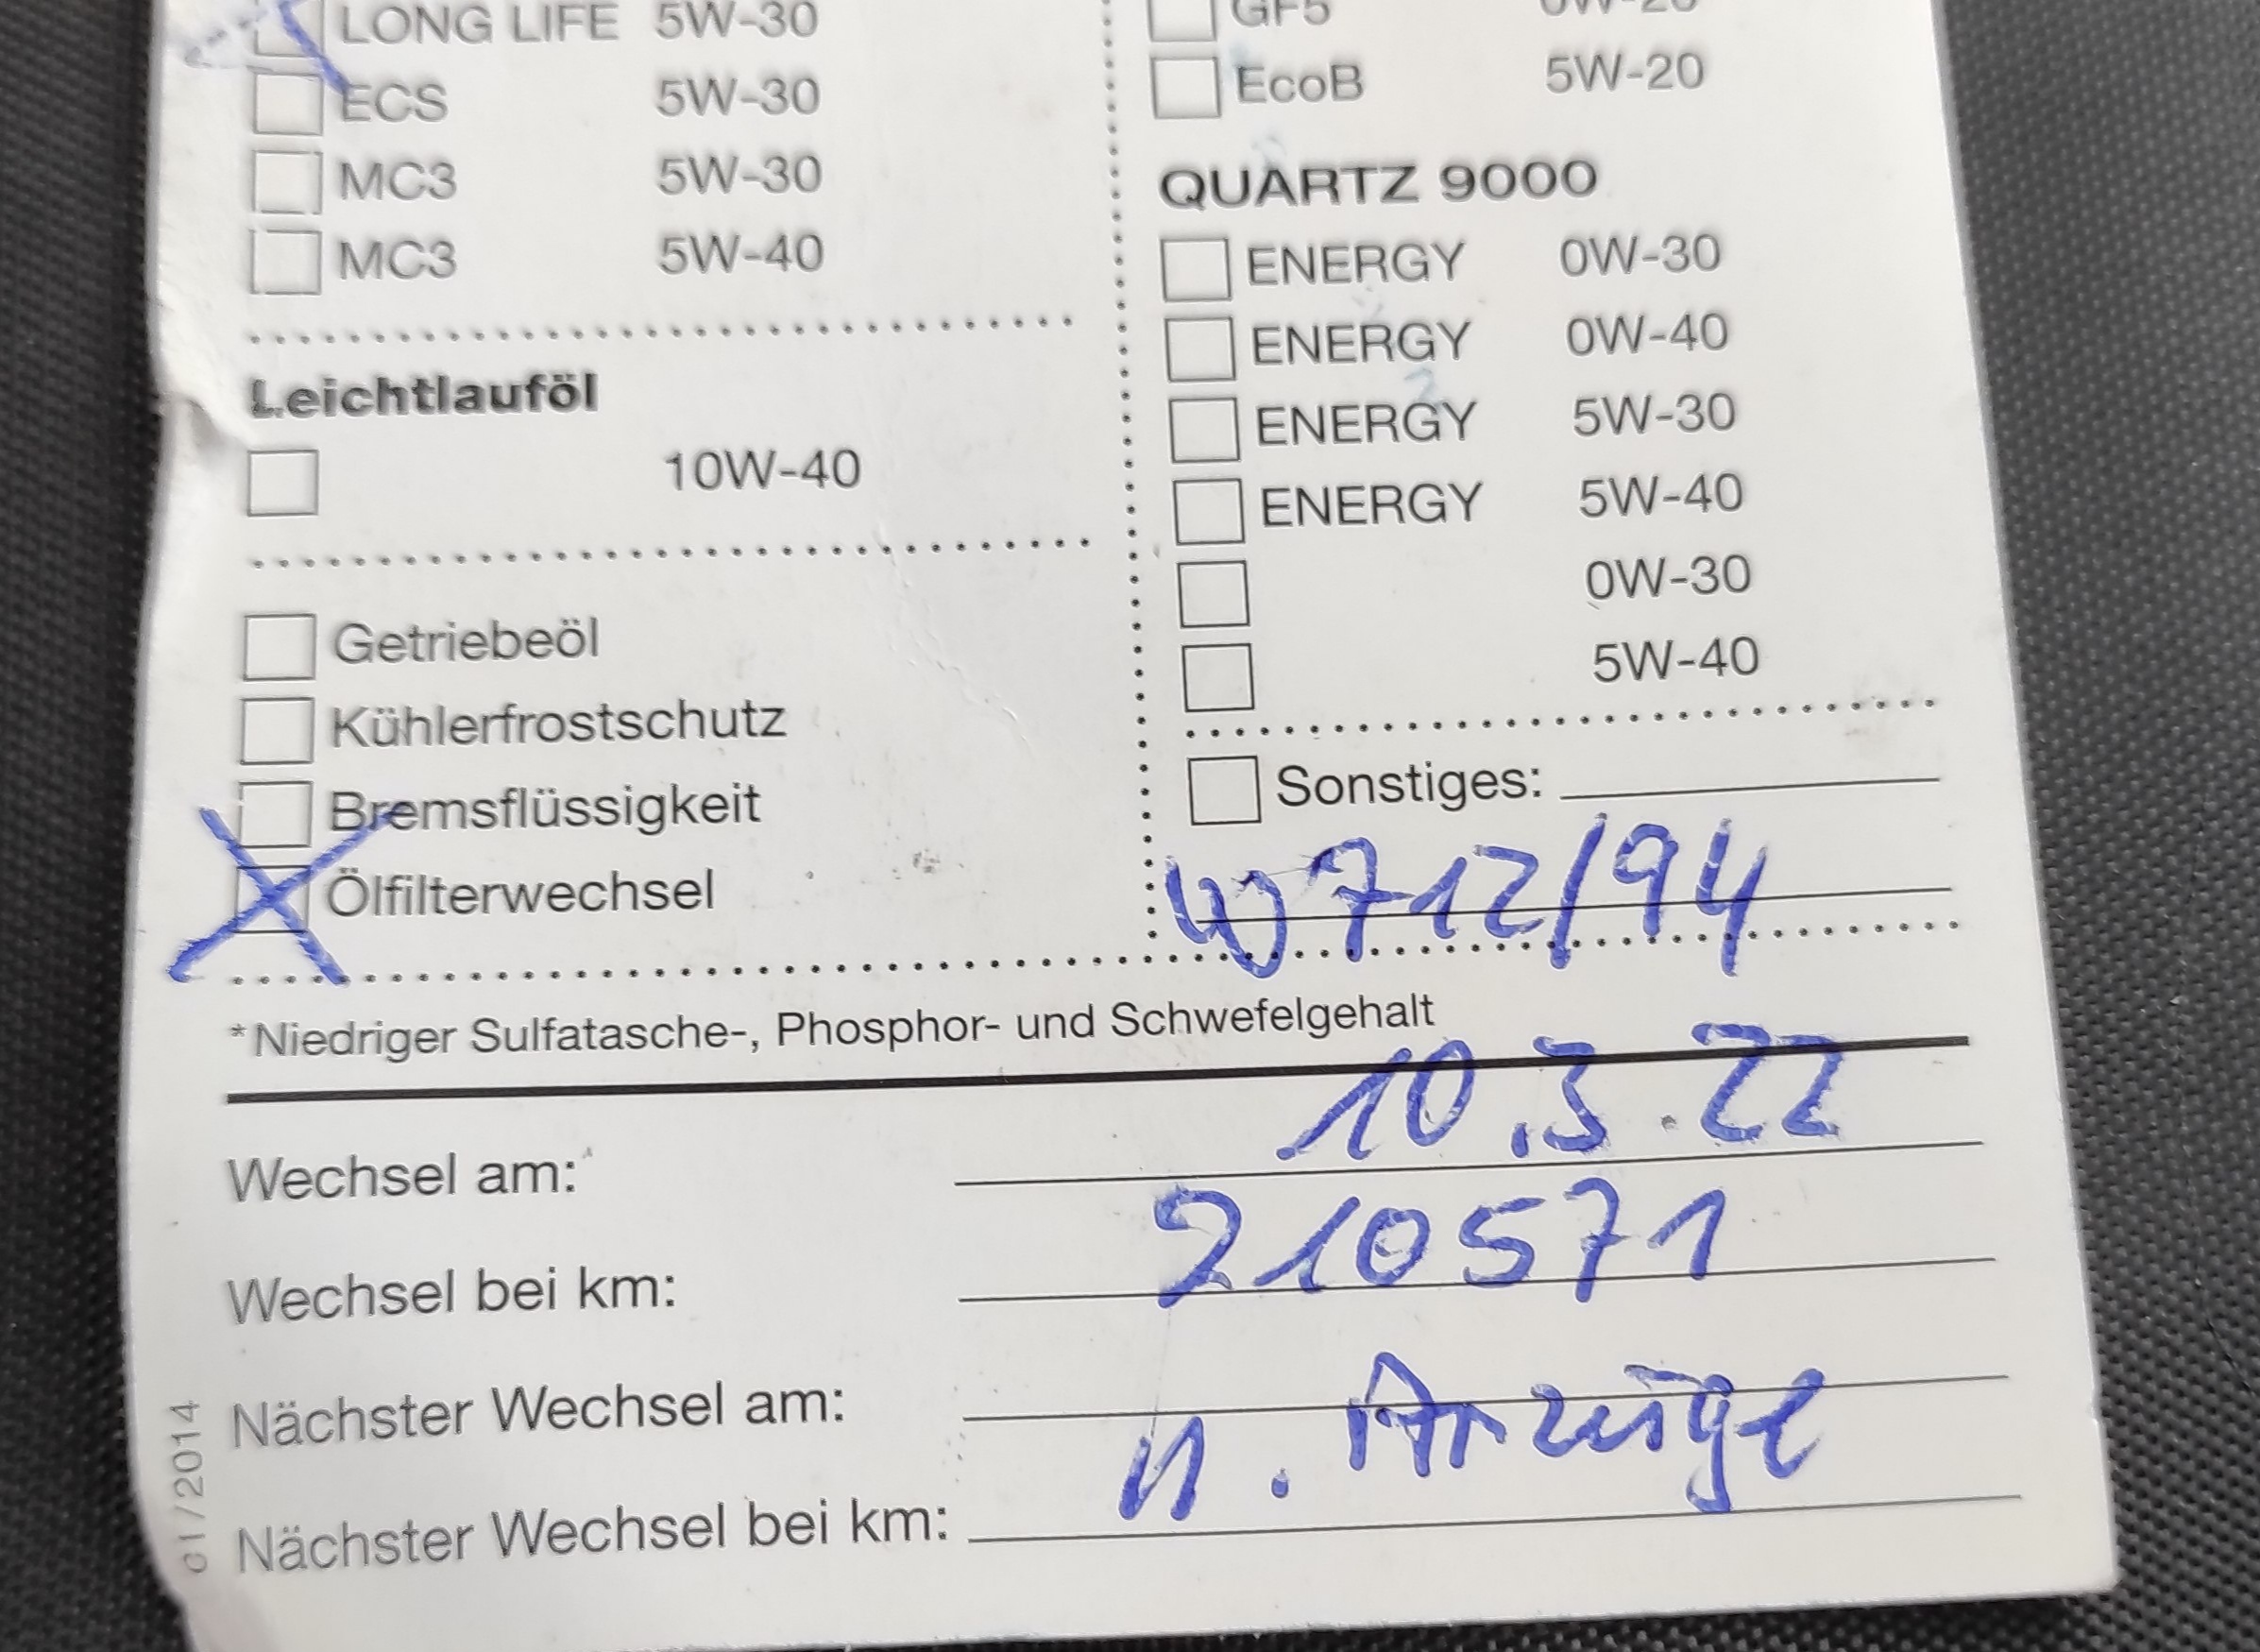 LONG LIFE 5W-30
ECS 5W-30
MC3 5W-30
MC3 5W-40
Leichtlauföl
10W-40
Getriebeöl
Kühlerfrostschutz
Bremsflüssigkeit
Ölfilterwechsel
GF5 0W-20
EcoB 5W-20
QUARTZ 9000
ENERGY 0W-30
ENERGY 0W-40
ENERGY 5W-30
ENERGY 5W-40
0W-30
5W-40
Sonstiges:
W712/94
*Niedriger Sulfatasche-, Phosphor- und Schwefelgehalt
Wechsel am: 10.3.22
Wechsel bei km: 210571
Nächster Wechsel am:
n. Anzeige
Nächster Wechsel bei km:
01/2014